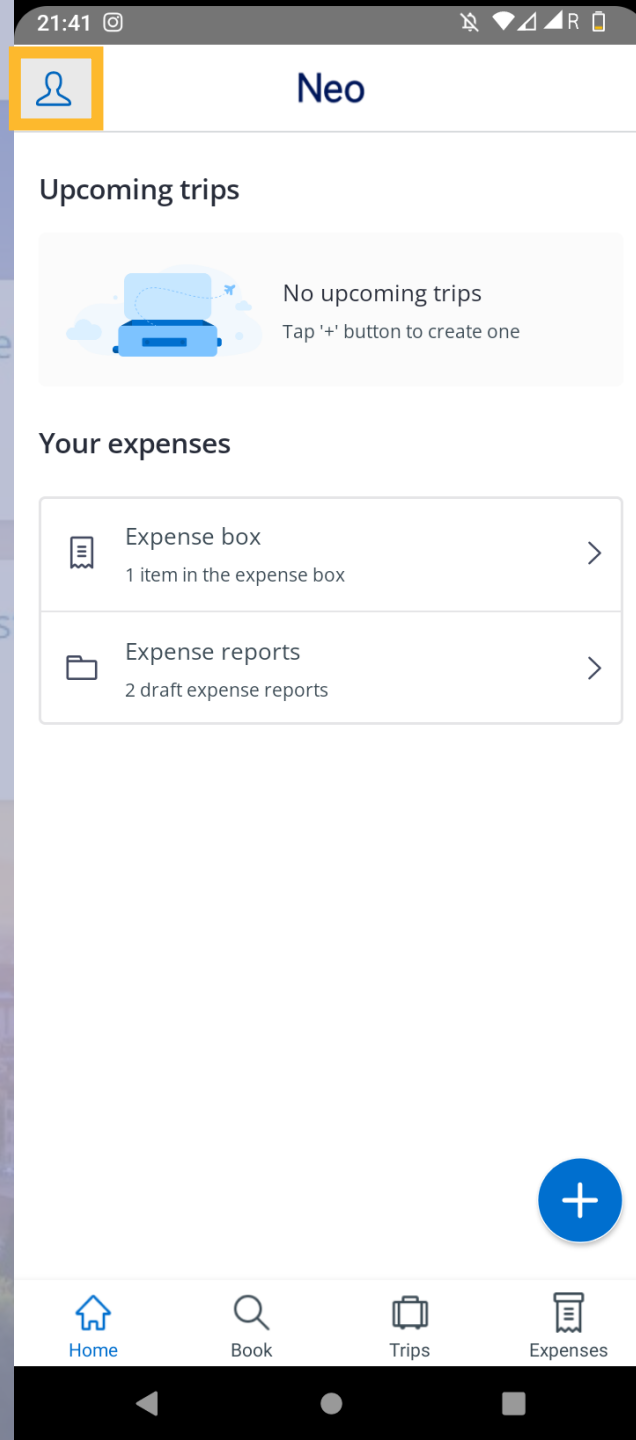 21:41
R
Neo
Upcoming trips
No upcoming trips
Tap '+' button to create one
Your expenses
Expense box
1 item in the expense box
Expense reports
2 draft expense reports
Home
Book
Trips
Expenses